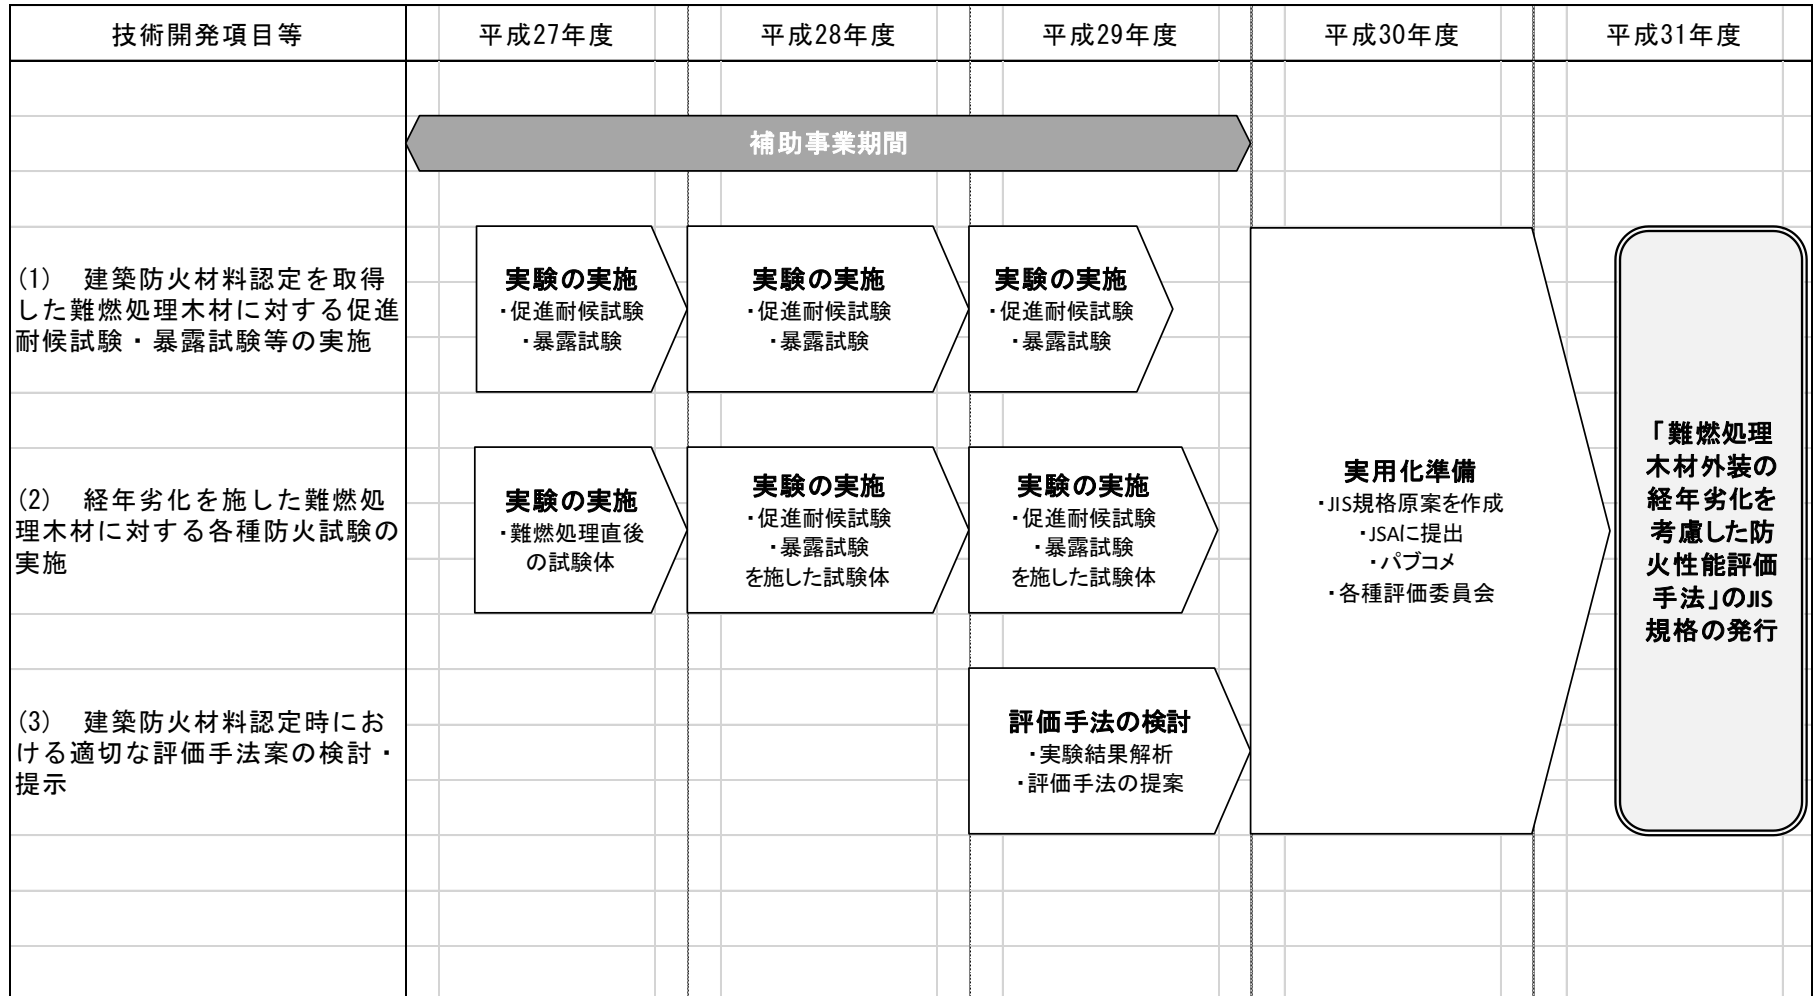 技術開発項目等
平成27年度
平成28年度
平成29年度
平成30年度
平成31年度
補助事業期間
(1) 建築防火材料認定を取得
した難燃処理木材に対する促進
耐候試験・暴露試験等の実施
実験の実施
・促進耐候試験
・暴露試験
実験の実施
・促進耐候試験
・暴露試験
実験の実施
・促進耐候試験
・暴露試験
(2) 経年劣化を施した難燃処
理木材に対する各種防火試験の
実施
実験の実施
・難燃処理直後
の試験体
実験の実施
・促進耐候試験
・暴露試験
を施した試験体
実験の実施
・促進耐候試験
・暴露試験
を施した試験体
(3) 建築防火材料認定時にお
ける適切な評価手法案の検討・
提示
評価手法の検討
・実験結果解析
・評価手法の提案
実用化準備
・JIS規格原案を作成
・JSAに提出
・パブコメ
・各種評価委員会
「難燃処理
木材外装の
経年劣化を
考慮した防
火性能評価
手法」のJIS
規格の発行